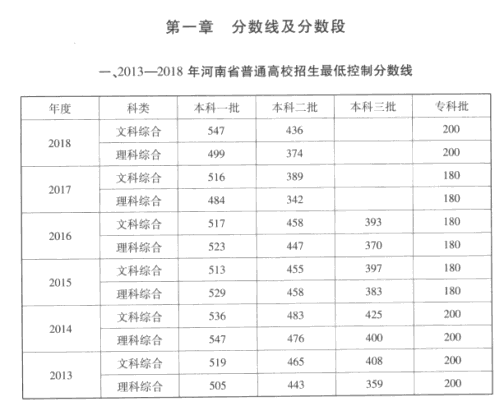 第一章 分数线及分数段
一、2013—2018 年河南省普通高校招生最低控制分数线
年度 科类 本科一批 本科二批 本科三批 专科批
2018 文科综合 547 436 200
理科综合 499 374 200
2017 文科综合 516 389 180
理科综合 484 342 180
2016 文科综合 517 458 393 180
理科综合 523 447 370 180
2015 文科综合 513 455 397 180
理科综合 529 458 383 180
2014 文科综合 536 483 425 200
理科综合 547 476 400 200
2013 文科综合 519 465 408 200
理科综合 505 443 359 200